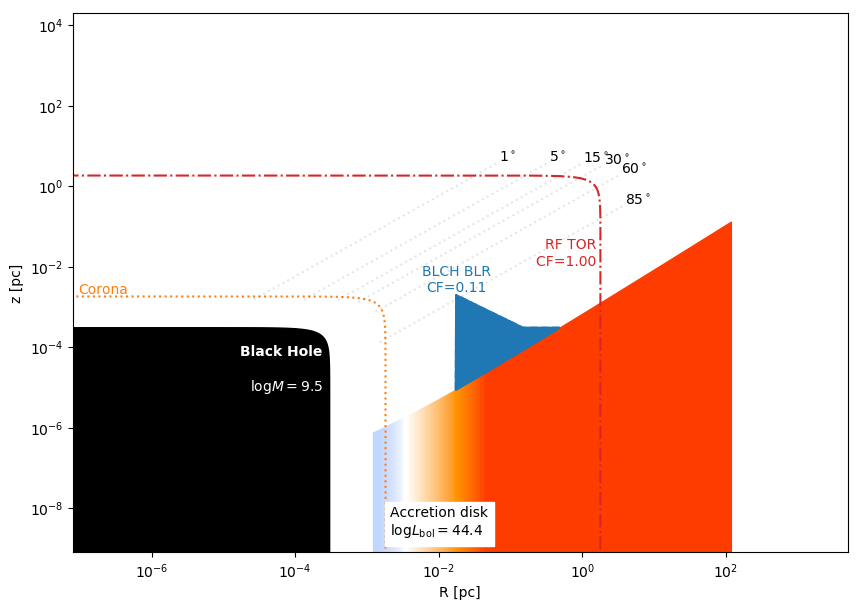 10^4
10^2
10^0
10^-2
10^-4
10^-6
10^-8
z [pc]
1° 5° 15° 30°
60°
85°
RF TOR
CF=1.00
BLCH BLR
CF=0.11
Corona
Black Hole
logM = 9.5
Accretion disk
logL_bol = 44.4
10^-6 10^-4 10^-2 10^0 10^2
R [pc]